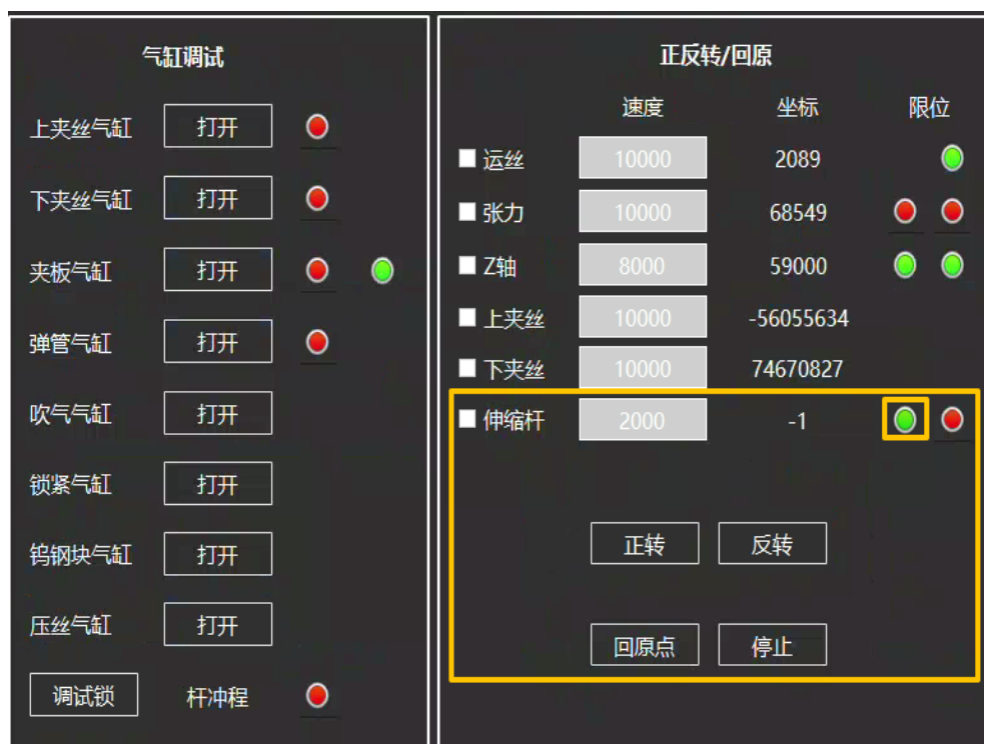 气缸调试
上夹丝气缸 打开
下夹丝气缸 打开
夹板气缸 打开
弹管气缸 打开
吹气气缸 打开
锁紧气缸 打开
钨钢块气缸 打开
压丝气缸 打开
调试锁 杆冲程
正反转/回原
速度 坐标 限位
运丝 10000 2089
张力 10000 68549
Z轴 8000 59000
上夹丝 10000 -56055634
下夹丝 10000 74670827
伸缩杆 2000 -1
正转 反转
回原点 停止